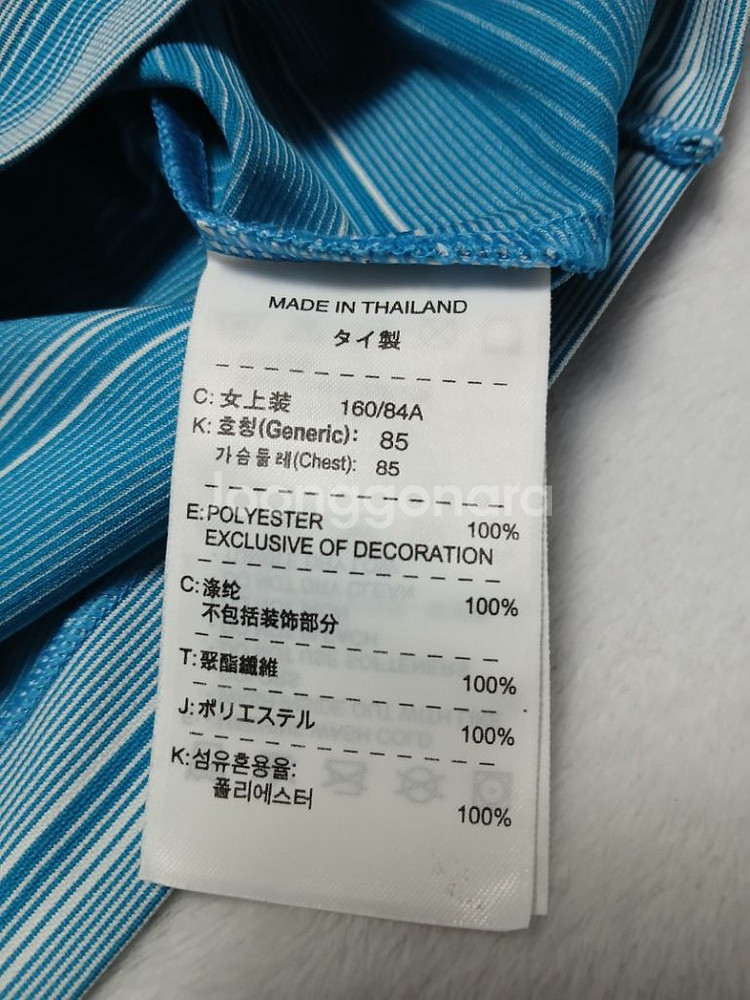 MADE IN THAILAND
タイ製
C: 女上装 160/84A
K: 호칭(Generic): 85
가슴둘레(Chest): 85
joonggonara
E: POLYESTER 100%
EXCLUSIVE OF DECORATION
C: 涤纶 100%
不包括装饰部分
T: 聚酯纖維 100%
J: ポリエステル 100%
K: 섬유혼용율:
폴리에스터 100%